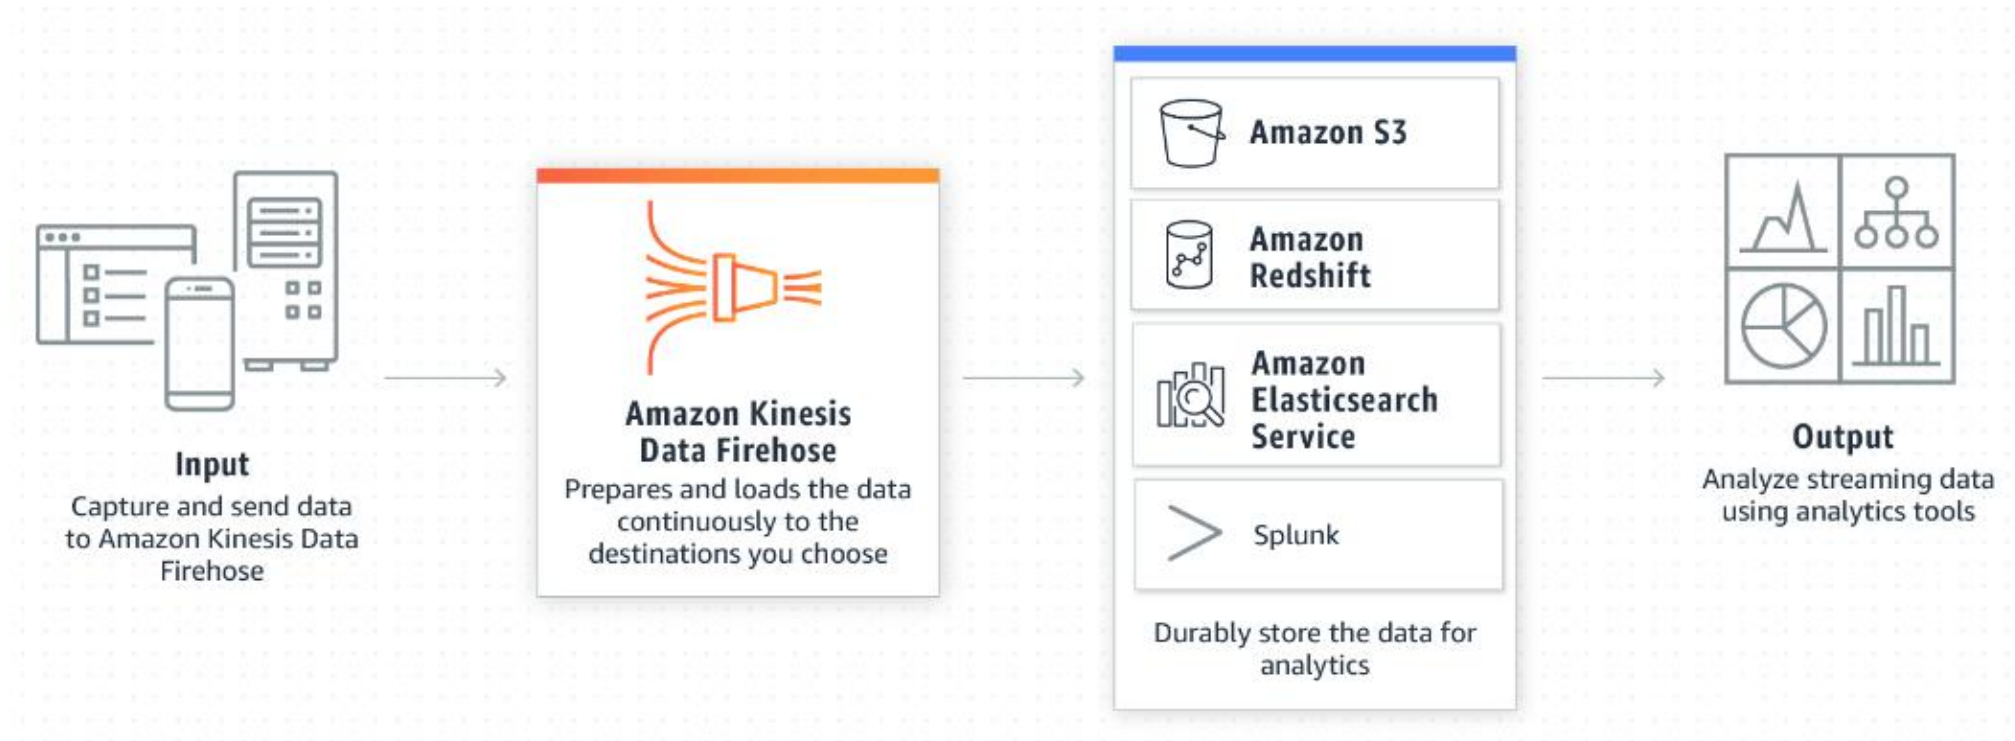 Input
Capture and send data
to Amazon Kinesis Data
Firehose
Amazon Kinesis
Data Firehose
Prepares and loads the data
continuously to the
destinations you choose
Amazon S3
Amazon
Redshift
Amazon
Elasticsearch
Service
Splunk
Durably store the data for
analytics
Output
Analyze streaming data
using analytics tools